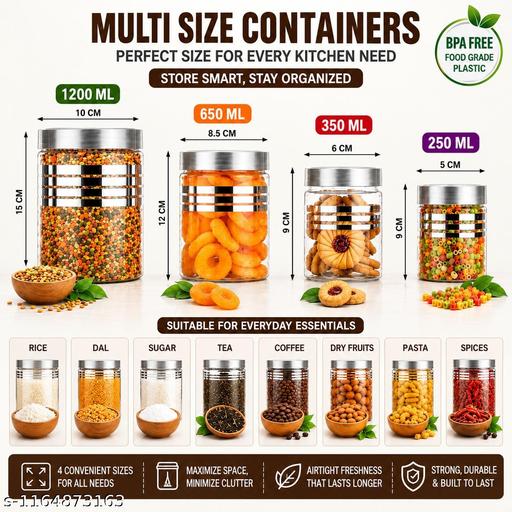 MULTI SIZE CONTAINERS
PERFECT SIZE FOR EVERY KITCHEN NEED
STORE SMART, STAY ORGANIZED
BPA FREE
FOOD GRADE
PLASTIC
1200 ML
10 CM
15 CM
650 ML
8.5 CM
12 CM
350 ML
6 CM
9 CM
250 ML
5 CM
9 CM
SUITABLE FOR EVERYDAY ESSENTIALS
RICE
DAL
SUGAR
TEA
COFFEE
DRY FRUITS
PASTA
SPICES
4 CONVENIENT SIZES
FOR ALL NEEDS
MAXIMIZE SPACE,
MINIMIZE CLUTTER
AIRTIGHT FRESHNESS
THAT LASTS LONGER
STRONG, DURABLE
& BUILT TO LAST
s-1164873163